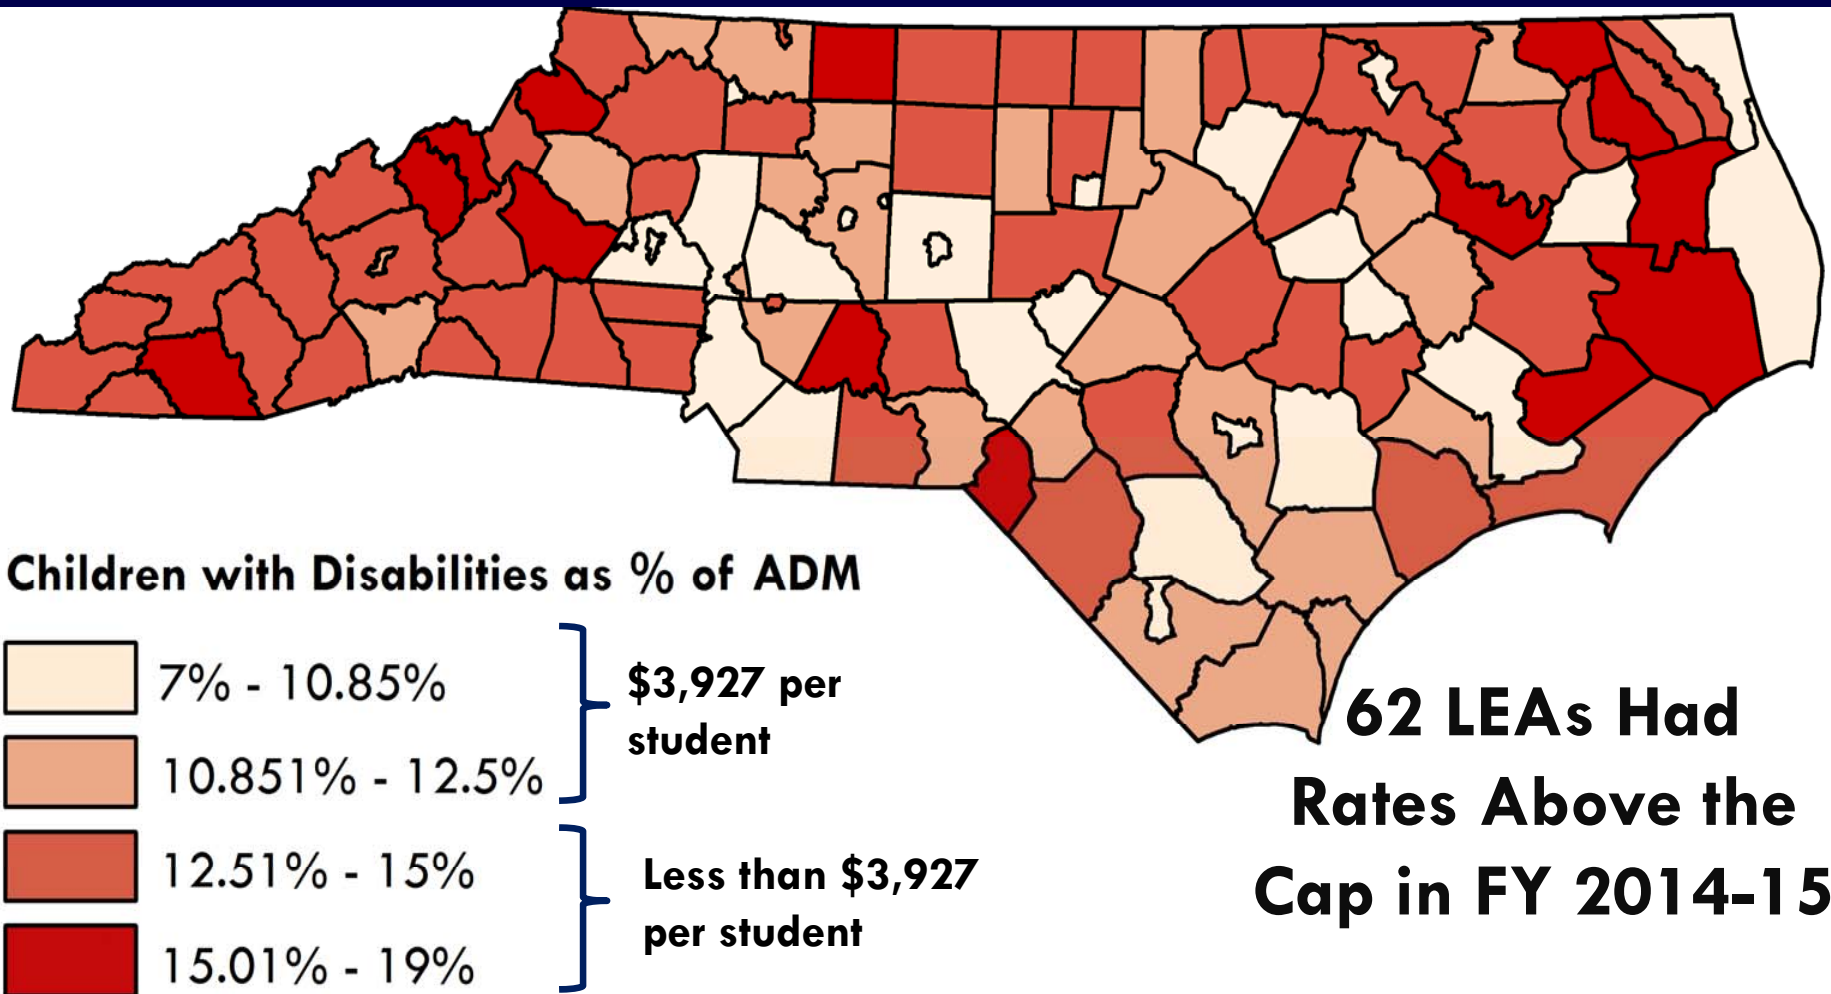 Children with Disabilities as % of ADM
7% - 10.85%
10.851% - 12.5%
$3,927 per
student
12.51% - 15%
15.01% - 19%
Less than $3,927
per student
62 LEAs Had
Rates Above the
Cap in FY 2014-15